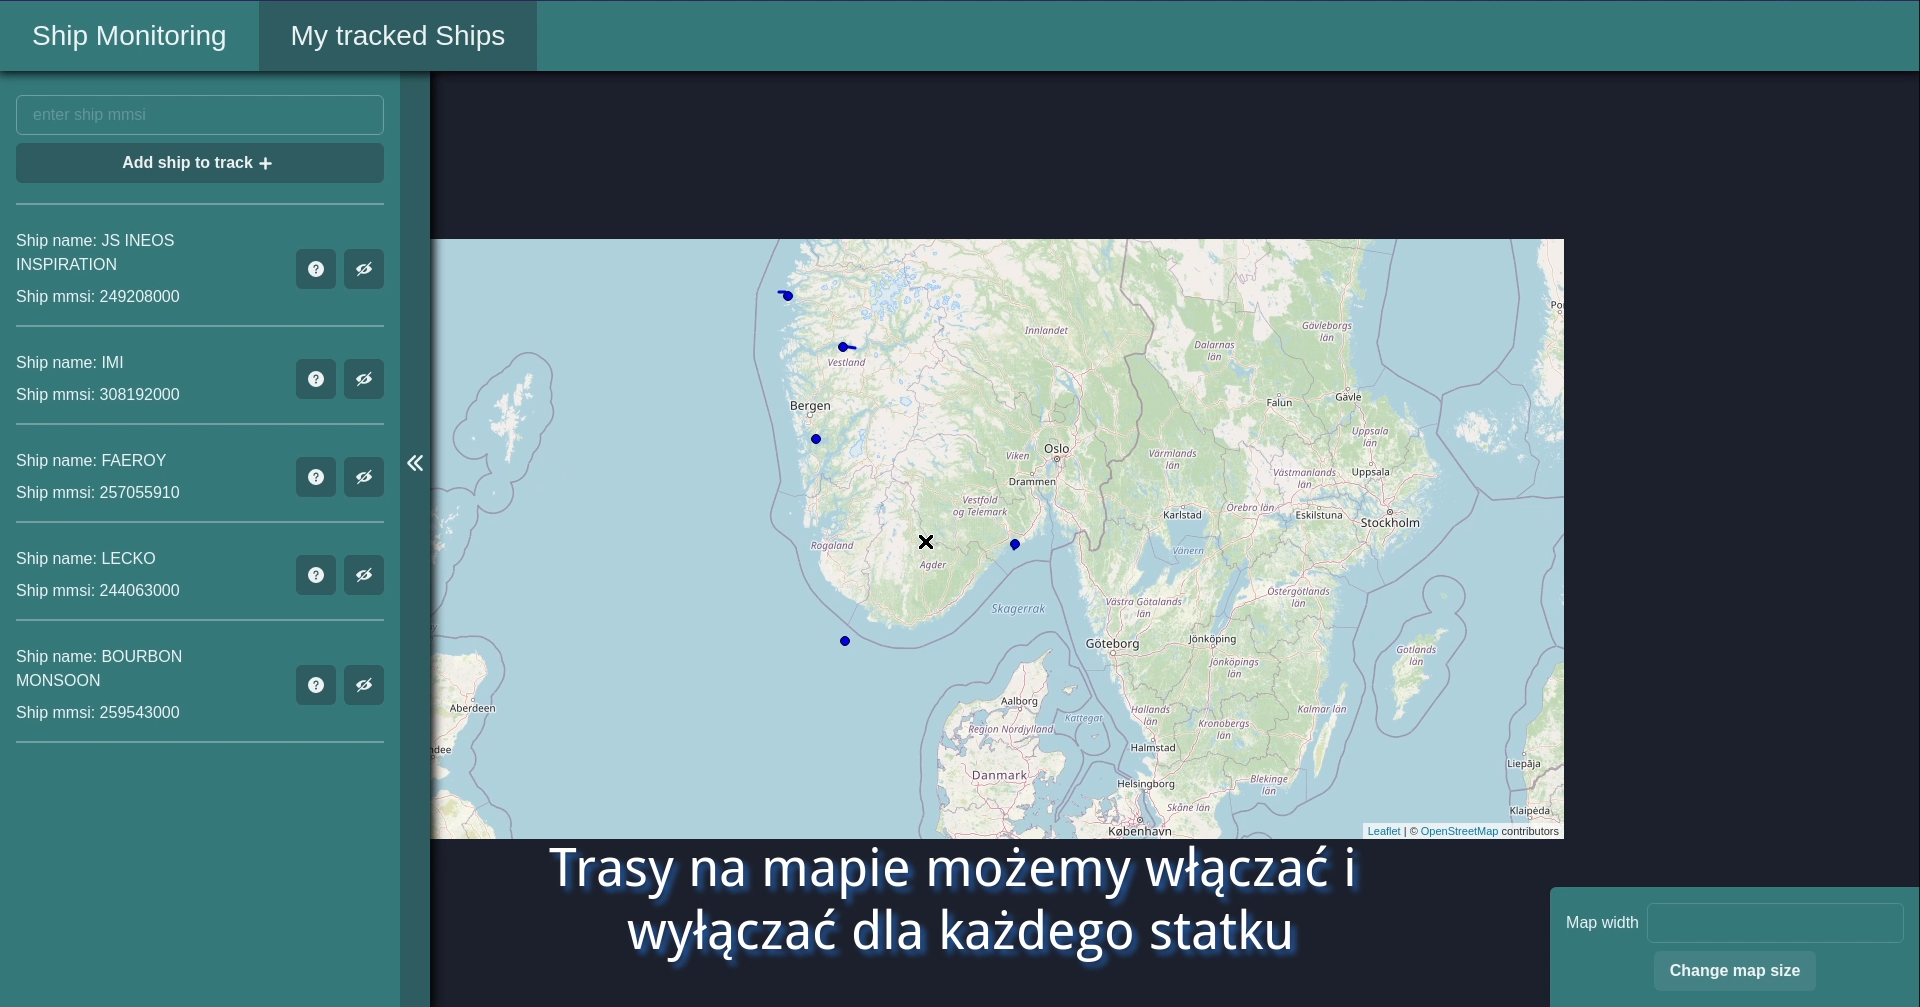 Ship Monitoring
My tracked Ships
enter ship mmsi
Add ship to track
Ship name: JS INEOS
INSPIRATION
Ship mmsi: 249208000
Ship name: IMI
Ship mmsi: 308192000
Ship name: FAEROY
Ship mmsi: 257055910
Ship name: LECKO
Ship mmsi: 244063000
Ship name: BOURBON
MONSOON
Ship mmsi: 259543000
Innlandet
Gävleborgs
län
Dalarnas
län
Vestland
Bergen
Falun
Gävle
Uppsala
län
Oslo
Viken
Värmlands
län
Västmanlands
län
Uppsala
Drammen
Vestfold
og Telemark
Karlstad
Örebro län
Eskilstuna
Stockholm
Rogaland
Vänern
Agder
Östergötlands
län
Skagerrak
Västra Götalands
län
Göteborg
Jönköping
Jönköpings
län
Gotlands
län
Aberdeen
Aalborg
Kattegat
Hallands
län
Kronobergs
län
Kalmar län
Region Nordjylland
Halmstad
ndee
Liepāja
Danmark
Helsingborg
Blekinge
län
Skåne län
Klaipėda
København
Leaflet | © OpenStreetMap contributors
Trasy na mapie możemy włączać i
wyłączać dla każdego statku
Map width
Change map size